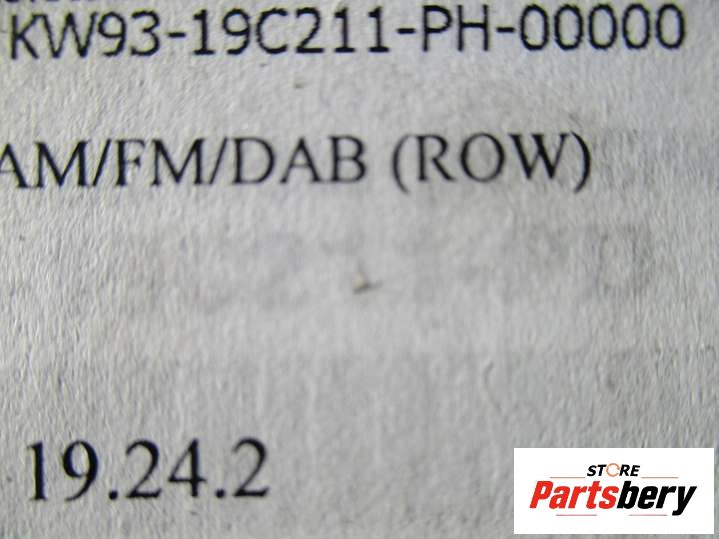 KW93-19C211-PH-00000
AM/FM/DAB (ROW)
19.24.2
STORE
Partsbery